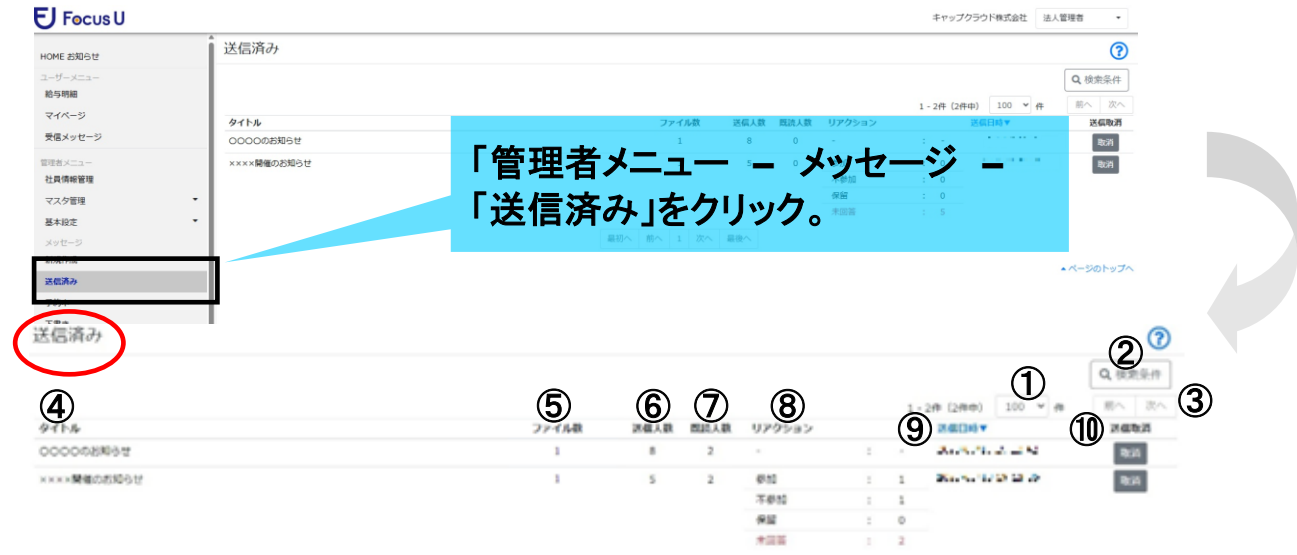 Focus U
キャップクラウド株式会社 法人管理者
HOME お知らせ
ユーザーメニュー
給与明細
マイページ
受信メッセージ
管理者メニュー
社員情報管理
マスタ管理
基本設定
メッセージ
送信済み
送信済み
?
検索条件
1 - 2件 (2件中) 100 件 前へ 次へ
タイトル ファイル数 送信人数 既読人数 リアクション 送信日時▼ 送信取消
〇〇〇〇のお知らせ 1 8 0 - : - 取消
××××開催のお知らせ 5 0 : 0 取消
不参加 : 0
保留 : 0
未回答 : 5
「管理者メニュー – メッセージ –
「送信済み」をクリック。
最初へ 前へ 1 次へ 最後へ
▲ページのトップへ
送信済み
?
②
検索条件
①
1 - 2件 (2件中) 100 件 前へ 次へ ③
④ ⑤ ⑥ ⑦ ⑧ ⑨ ⑩
タイトル ファイル数 送信人数 既読人数 リアクション 送信日時▼ 送信取消
〇〇〇〇のお知らせ 1 8 2 - : - 取消
××××開催のお知らせ 1 5 2 参加 : 1 取消
不参加 : 1
保留 : 0
未回答 : 2